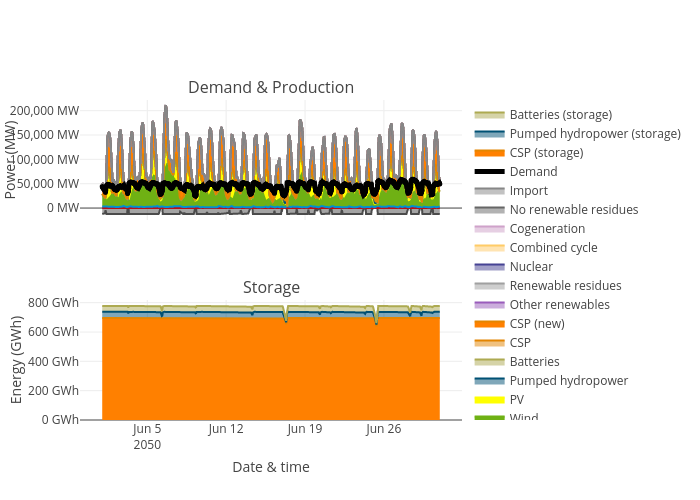 Demand & Production
200,000 MW
150,000 MW
100,000 MW
50,000 MW
0 MW
Power (MW)
Storage
800 GWh
600 GWh
400 GWh
200 GWh
0 GWh
Energy (GWh)
Jun 5
2050
Jun 12
Jun 19
Jun 26
Date & time
Batteries (storage)
Pumped hydropower (storage)
CSP (storage)
Demand
Import
No renewable residues
Cogeneration
Combined cycle
Nuclear
Renewable residues
Other renewables
CSP (new)
CSP
Batteries
Pumped hydropower
PV
Wind